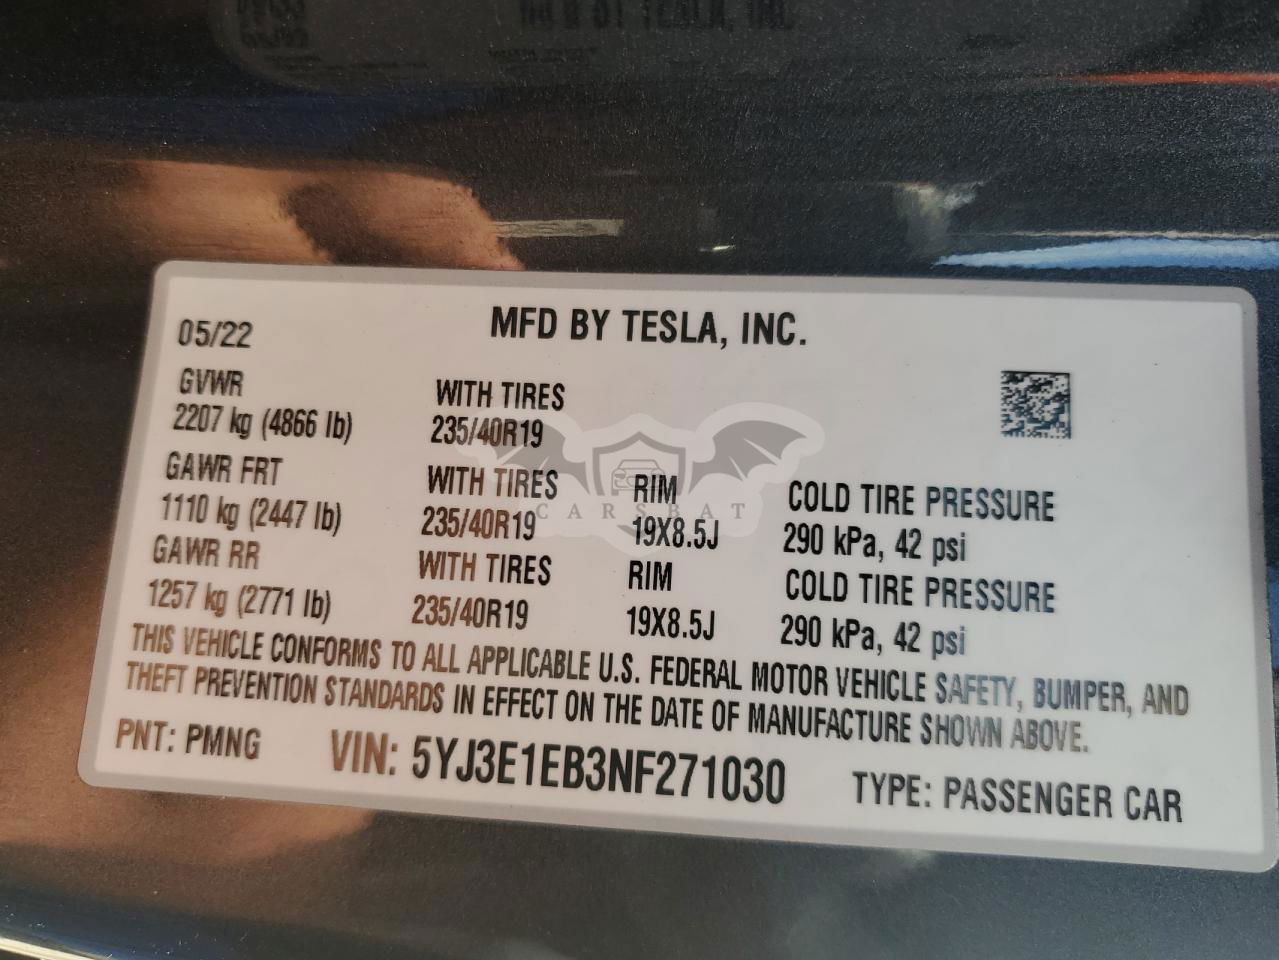 MFD BY TESLA, INC.
05/22
GVWR
2207 kg (4866 lb)
WITH TIRES
235/40R19
GAWR FRT
1110 kg (2447 lb)
WITH TIRES
235/40R19
RIM
19X8.5J
COLD TIRE PRESSURE
290 kPa, 42 psi
GAWR RR
1257 kg (2771 lb)
WITH TIRES
235/40R19
RIM
19X8.5J
COLD TIRE PRESSURE
290 kPa, 42 psi
THIS VEHICLE CONFORMS TO ALL APPLICABLE U.S. FEDERAL MOTOR VEHICLE SAFETY, BUMPER, AND
THEFT PREVENTION STANDARDS IN EFFECT ON THE DATE OF MANUFACTURE SHOWN ABOVE.
PNT: PMNG
VIN: 5YJ3E1EB3NF271030
TYPE: PASSENGER CAR
CARSBAT